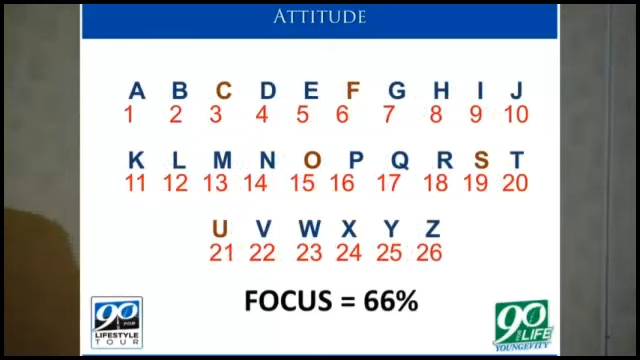 ATTITUDE
A B C D E F G H I J
1 2 3 4 5 6 7 8 9 10
K L M N O P Q R S T
11 12 13 14 15 16 17 18 19 20
U V W X Y Z
21 22 23 24 25 26
FOCUS = 66%
90
FOR
LIFESTYLE
TOUR
90
FOR
LIFE
YOUNGEVITY